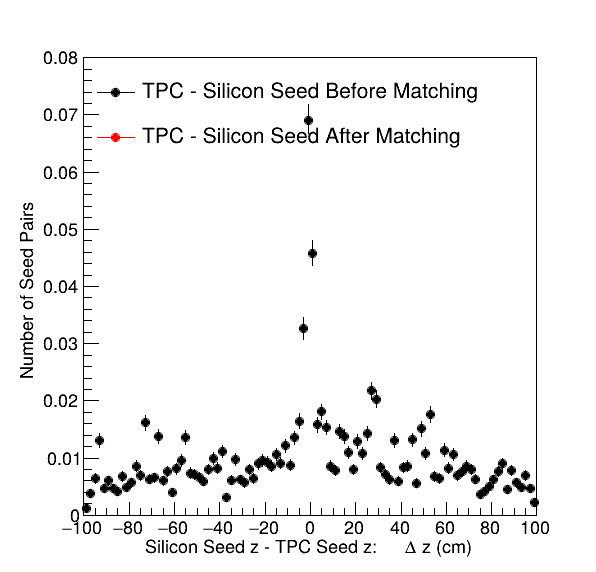 0.08
TPC - Silicon Seed Before Matching
0.07
TPC - Silicon Seed After Matching
0.06
0.05
0.04
0.03
0.02
0.01
0
Number of Seed Pairs
−100 −80 −60 −40 −20 0 20 40 60 80 100
Silicon Seed z - TPC Seed z: Δ z (cm)